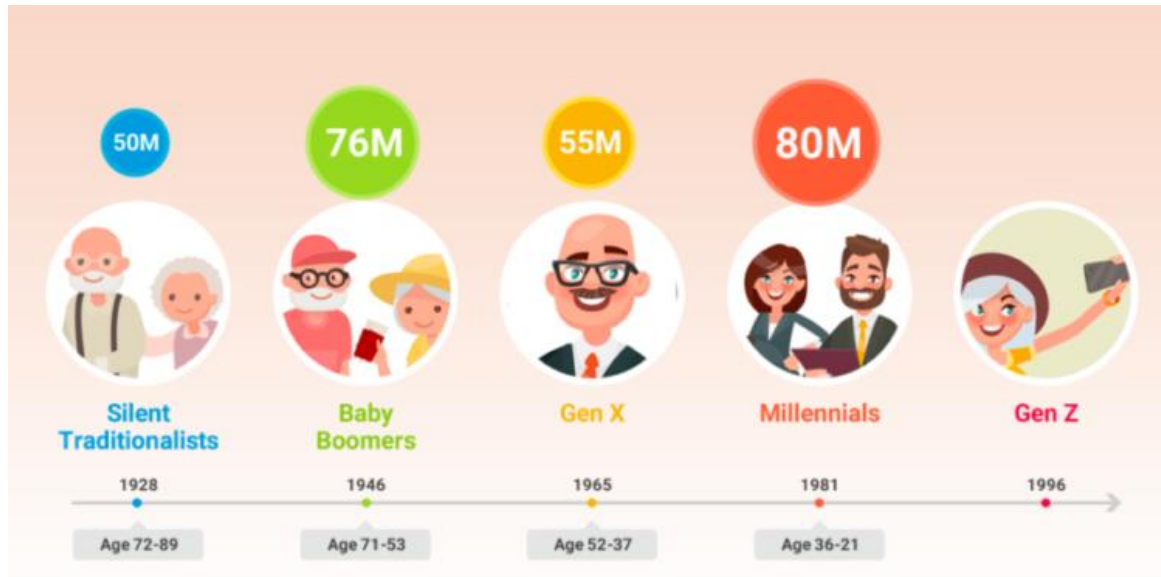 50M
76M
55M
80M
Silent
Traditionalists
Baby
Boomers
Gen X
Millennials
Gen Z
1928
1946
1965
1981
1996
Age 72-89
Age 71-53
Age 52-37
Age 36-21